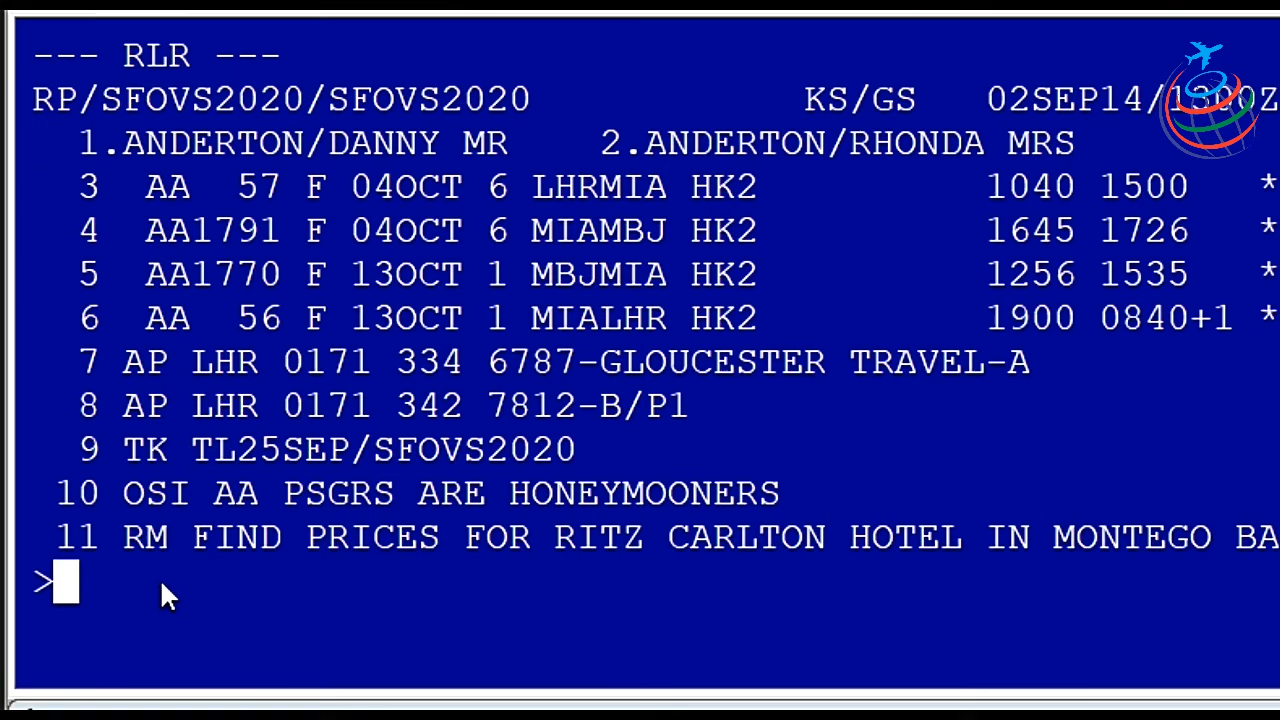 --- RLR ---
RP/SFOVS2020/SFOVS2020 KS/GS 02SEP14/1300Z
1.ANDERTON/DANNY MR 2.ANDERTON/RHONDA MRS
3 AA 57 F 04OCT 6 LHRMIA HK2 1040 1500 *
4 AA1791 F 04OCT 6 MIAMBJ HK2 1645 1726 *
5 AA1770 F 13OCT 1 MBJMIA HK2 1256 1535 *
6 AA 56 F 13OCT 1 MIALHR HK2 1900 0840+1 *
7 AP LHR 0171 334 6787-GLOUCESTER TRAVEL-A
8 AP LHR 0171 342 7812-B/P1
9 TK TL25SEP/SFOVS2020
10 OSI AA PSGRS ARE HONEYMOONERS
11 RM FIND PRICES FOR RITZ CARLTON HOTEL IN MONTEGO BA
>